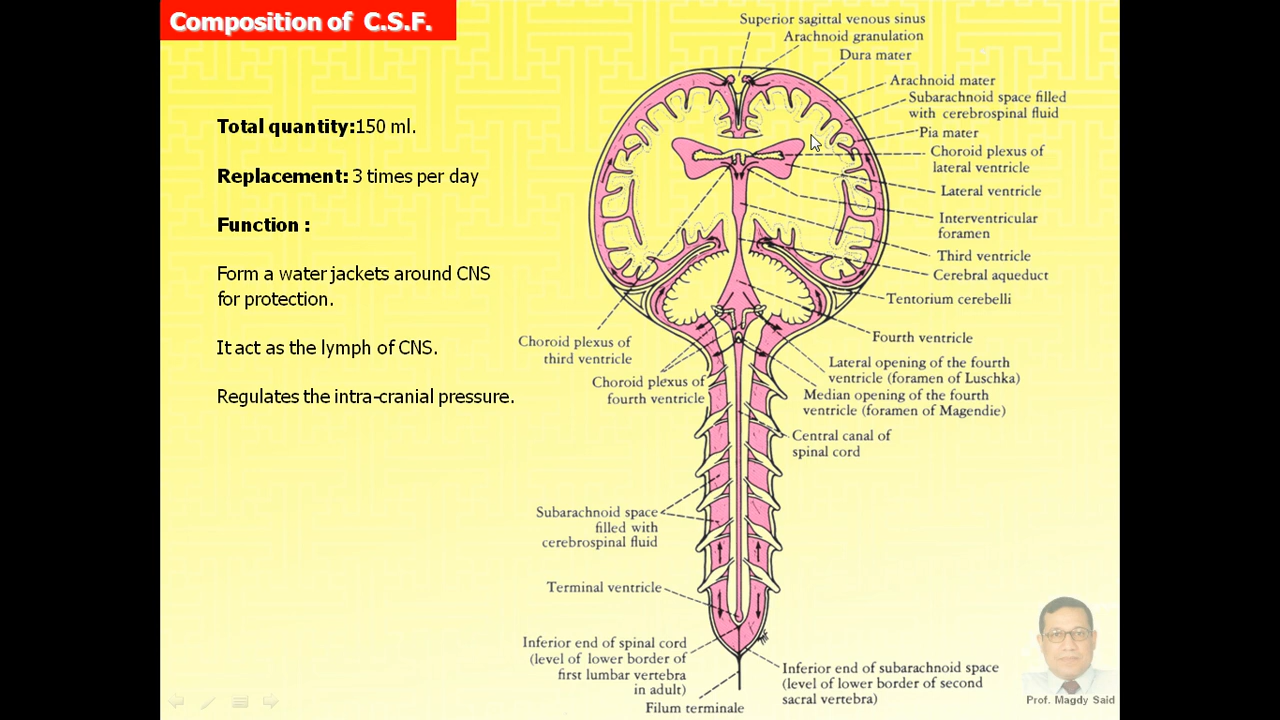 Composition of C.S.F.
Total quantity:150 ml.
Replacement: 3 times per day
Function :
Form a water jackets around CNS
for protection.
It act as the lymph of CNS.
Regulates the intra-cranial pressure.
Superior sagittal venous sinus
Arachnoid granulation
Dura mater
Arachnoid mater
Subarachnoid space filled
with cerebrospinal fluid
Pia mater
Choroid plexus of
lateral ventricle
Lateral ventricle
Interventricular
foramen
Third ventricle
Cerebral aqueduct
Tentorium cerebelli
Fourth ventricle
Lateral opening of the fourth
ventricle (foramen of Luschka)
Median opening of the fourth
ventricle (foramen of Magendie)
Central canal of
spinal cord
Choroid plexus of
third ventricle
Choroid plexus of
fourth ventricle
Subarachnoid space
filled with
cerebrospinal fluid
Terminal ventricle
Inferior end of spinal cord
(level of lower border of
first lumbar vertebra
in adult)
Filum terminale
Inferior end of subarachnoid space
(level of lower border of second
sacral vertebra)
Prof. Magdy Said